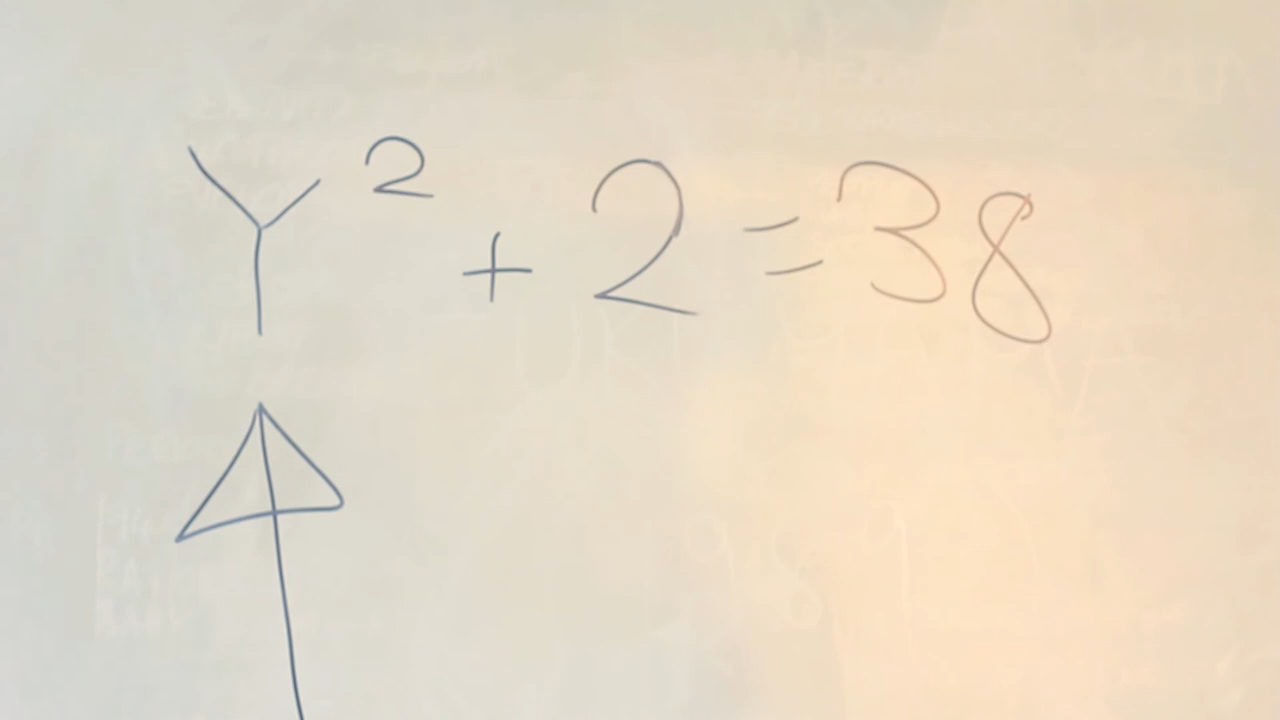 Y² + 2 = 38